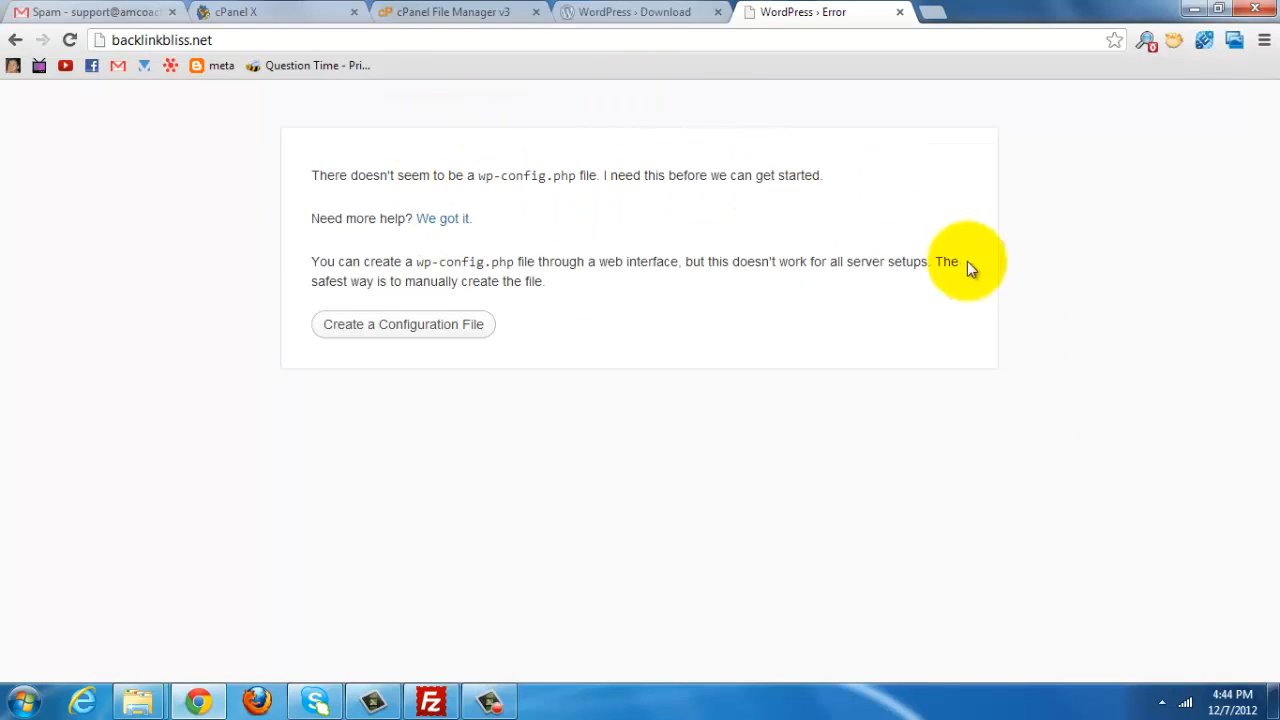 Spam - support@amcoach
cPanel X
cPanel File Manager v3
WordPress › Download
WordPress › Error
backlinkbliss.net
0
meta
Question Time - Pri...
There doesn't seem to be a wp-config.php file. I need this before we can get started.
Need more help? We got it.
You can create a wp-config.php file through a web interface, but this doesn't work for all server setups. The
safest way is to manually create the file.
Create a Configuration File
4:44 PM
12/7/2012